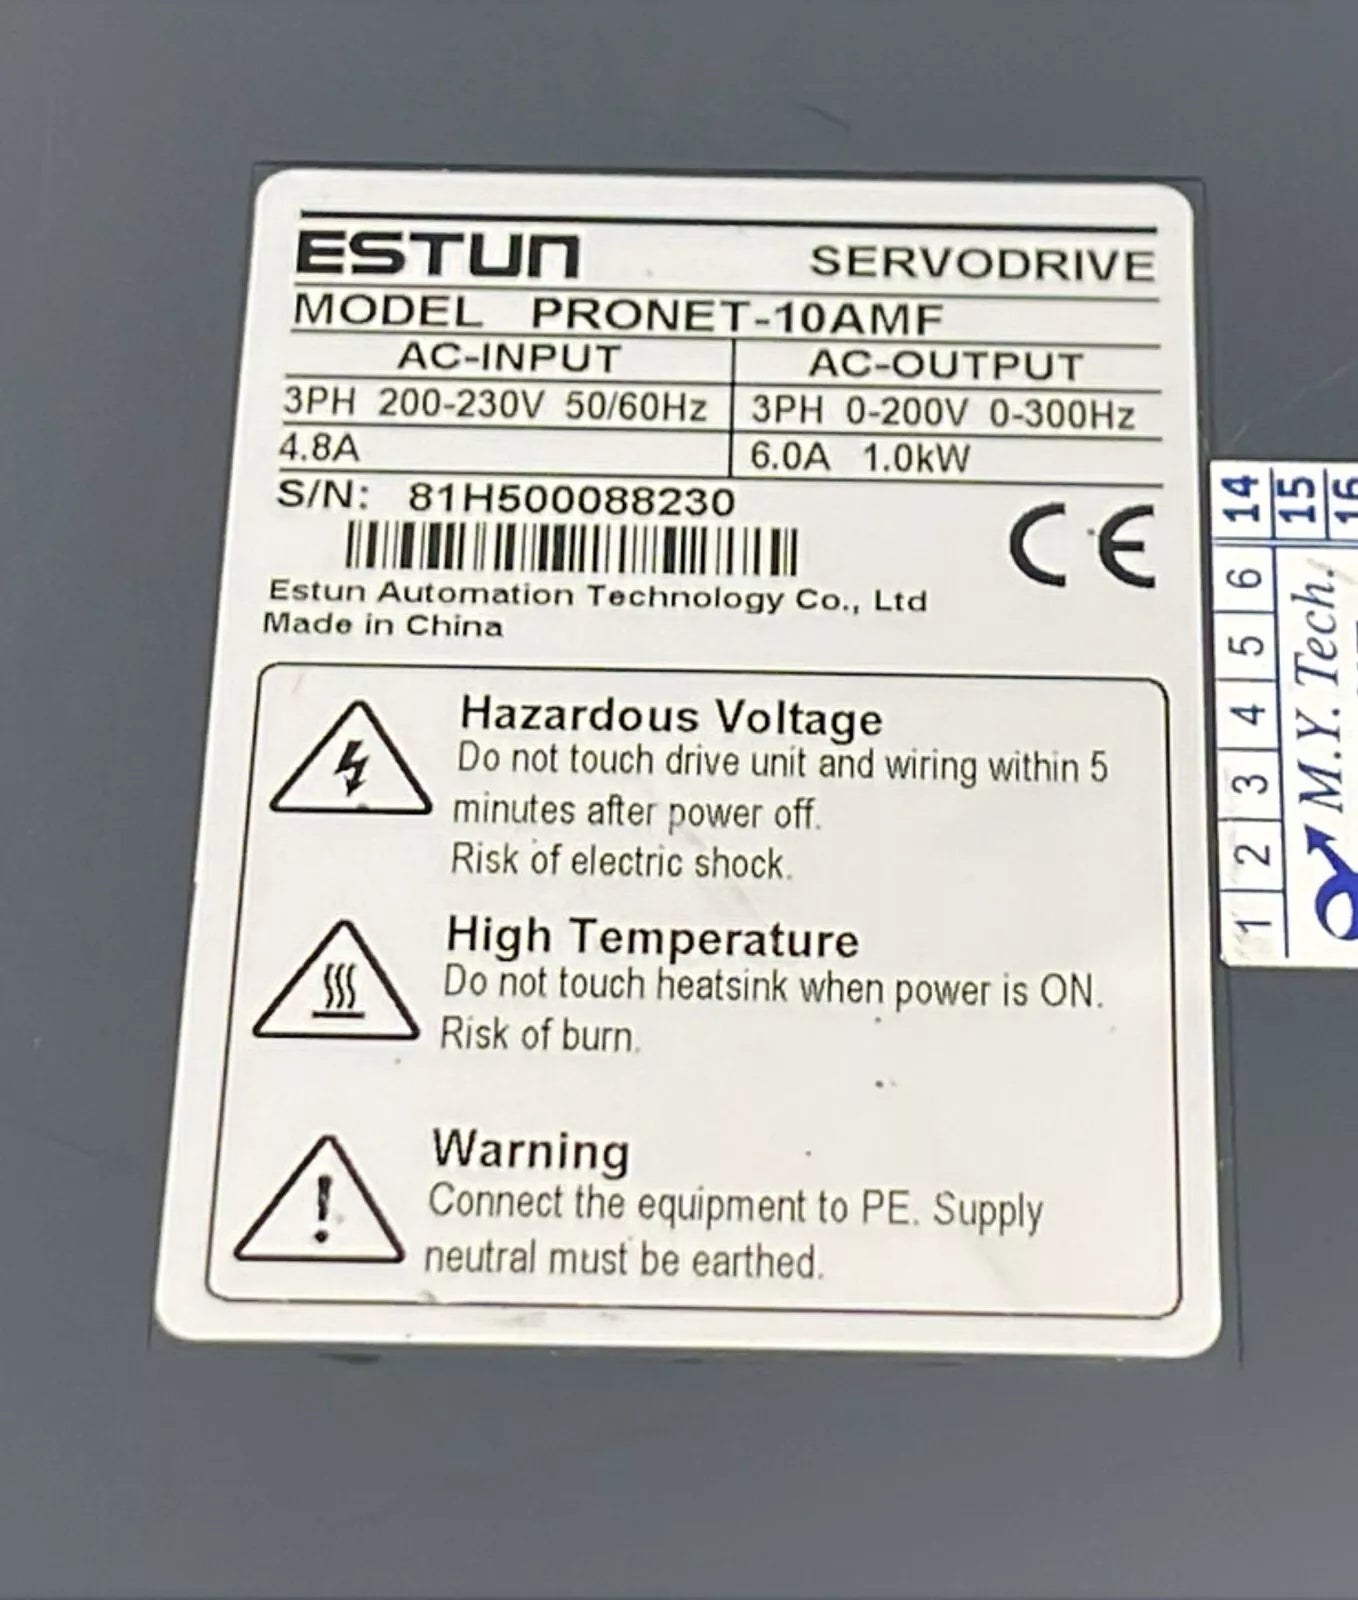 ESTUN SERVODRIVE
MODEL PRONET-10AMF
AC-INPUT AC-OUTPUT
3PH 200-230V 50/60Hz 3PH 0-200V 0-300Hz
4.8A 6.0A 1.0kW
S/N: 81H500088230
CE
Estun Automation Technology Co., Ltd
Made in China
Hazardous Voltage
Do not touch drive unit and wiring within 5
minutes after power off.
Risk of electric shock.
High Temperature
Do not touch heatsink when power is ON.
Risk of burn.
!
Warning
Connect the equipment to PE. Supply
neutral must be earthed.
14 15 16
1 2 3 4 5 6
M.Y. Tech.